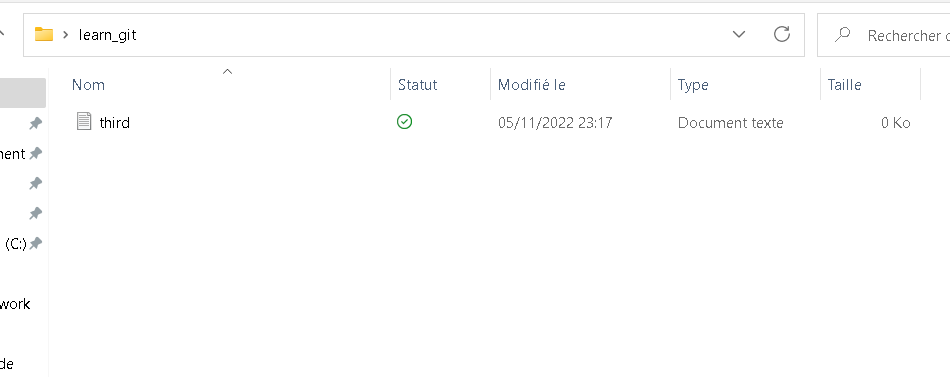 learn_git
Rechercher
Nom Statut Modifié le Type Taille
third 05/11/2022 23:17 Document texte 0 Ko
(C:)
work